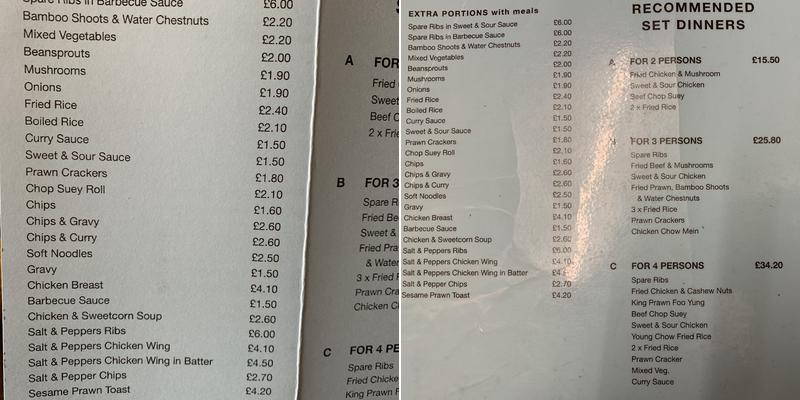 Spare Ribs in Barbecue Sauce £6.00
Bamboo Shoots & Water Chestnuts £2.20
Mixed Vegetables £2.20
Beansprouts £2.00
Mushrooms £1.90
Onions £1.90
Fried Rice £2.40
Boiled Rice £2.10
Curry Sauce £1.50
Sweet & Sour Sauce £1.50
Prawn Crackers £1.80
Chop Suey Roll £2.10
Chips £1.60
Chips & Gravy £2.60
Chips & Curry £2.60
Soft Noodles £2.50
Gravy £1.50
Chicken Breast £4.10
Barbecue Sauce £1.50
Chicken & Sweetcorn Soup £2.60
Salt & Peppers Ribs £6.00
Salt & Peppers Chicken Wing £4.10
Salt & Peppers Chicken Wing in Batter £4.50
Salt & Pepper Chips £2.70
Sesame Prawn Toast £4.20
A FOR
Fried
Sweet
Beef C
2 x Frie
B FOR 3
Spare R
Fried Be
Sweet &
Fried Pra
& Wate
3 x Fried
Prawn Cra
Chicken C
C FOR 4 PE
Spare Ribs
Fried Chicke
King Prawn F
EXTRA PORTIONS with meals
Spare Ribs in Sweet & Sour Sauce £6.00
Spare Ribs in Barbecue Sauce £6.00
Bamboo Shoots & Water Chestnuts £2.20
Mixed Vegetables £2.20
Beansprouts £2.00
Mushrooms £1.90
Onions £1.90
Fried Rice £2.40
Boiled Rice £2.10
Curry Sauce £1.50
Sweet & Sour Sauce £1.50
Prawn Crackers £1.80
Chop Suey Roll £2.10
Chips £1.60
Chips & Gravy £2.60
Chips & Curry £2.60
Soft Noodles £2.50
Gravy £1.50
Chicken Breast £4.10
Barbecue Sauce £1.50
Chicken & Sweetcorn Soup £2.60
Salt & Peppers Ribs £6.00
Salt & Peppers Chicken Wing £4.10
Salt & Peppers Chicken Wing in Batter
Salt & Pepper Chips £2.70
Sesame Prawn Toast £4.20
RECOMMENDED
SET DINNERS
A FOR 2 PERSONS £15.50
Fried Chicken & Mushroom
Sweet & Sour Chicken
Beef Chop Suey
2 x Fried Rice
FOR 3 PERSONS £25.80
Spare Ribs
Fried Beef & Mushrooms
Sweet & Sour Chicken
Fried Prawn, Bamboo Shoots
& Water Chestnuts
3 x Fried Rice
Prawn Crackers
Chicken Chow Mein
C FOR 4 PERSONS £34.20
Spare Ribs
Fried Chicken & Cashew Nuts
King Prawn Foo Yung
Beef Chop Suey
Sweet & Sour Chicken
Young Chow Fried Rice
2 x Fried Rice
Prawn Cracker
Mixed Veg.
Curry Sauce